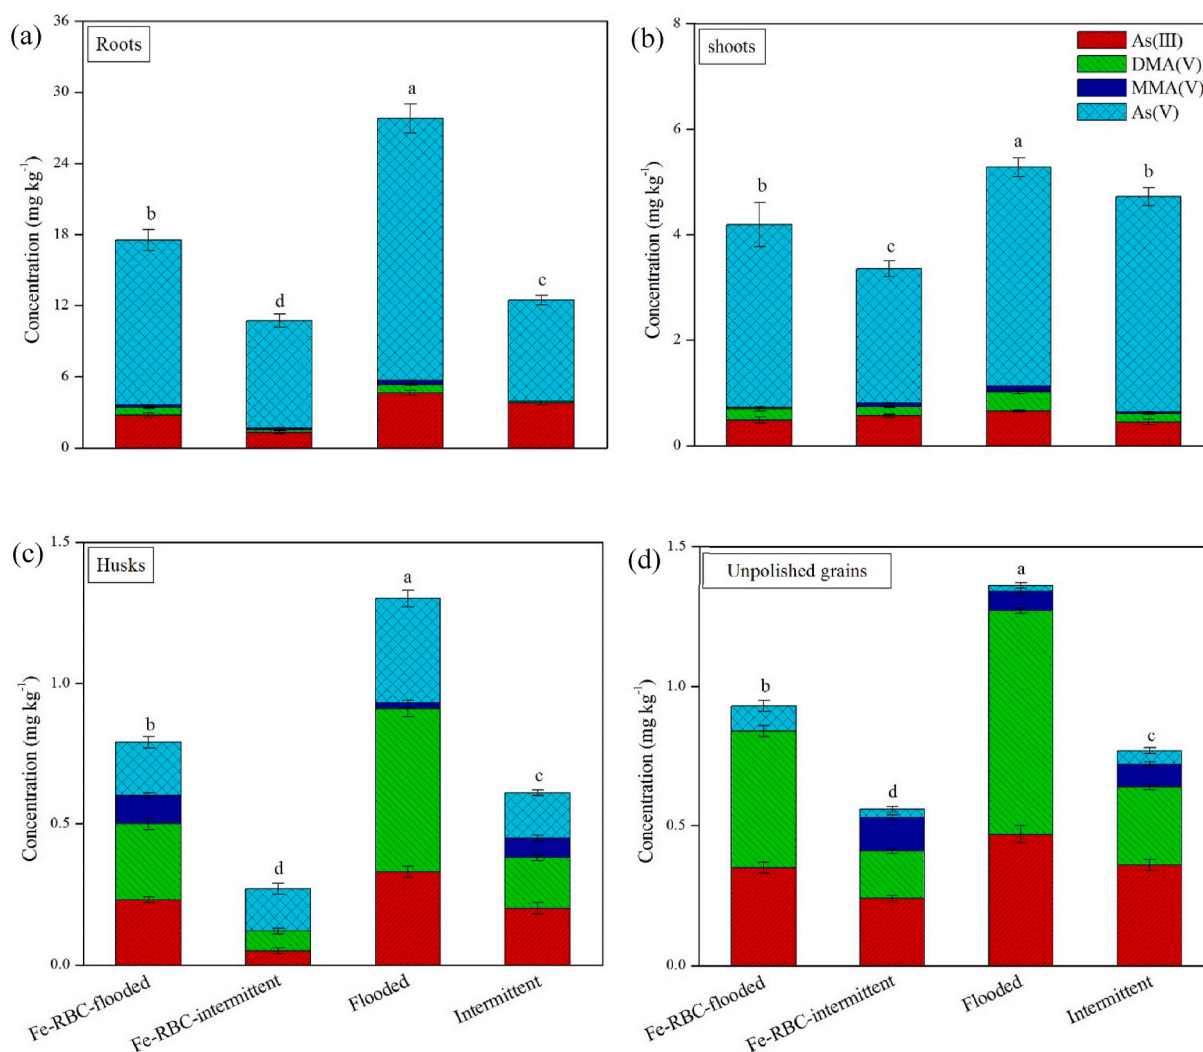 (a)
Roots
36
30
24
18
12
6
0
Concentration (mg kg⁻¹)
b
d
a
c
(b)
shoots
8
6
4
2
0
Concentration (mg kg⁻¹)
As(III)
DMA(V)
MMA(V)
As(V)
b
c
a
b
(c)
Husks
1.5
1.0
0.5
0.0
Concentration (mg kg⁻¹)
b
d
a
c
Fe-RBC-flooded
Fe-RBC-intermittent
Flooded
Intermittent
(d)
Unpolished grains
1.5
1.0
0.5
0.0
Concentration (mg kg⁻¹)
b
d
a
c
Fe-RBC-flooded
Fe-RBC-intermittent
Flooded
Intermittent